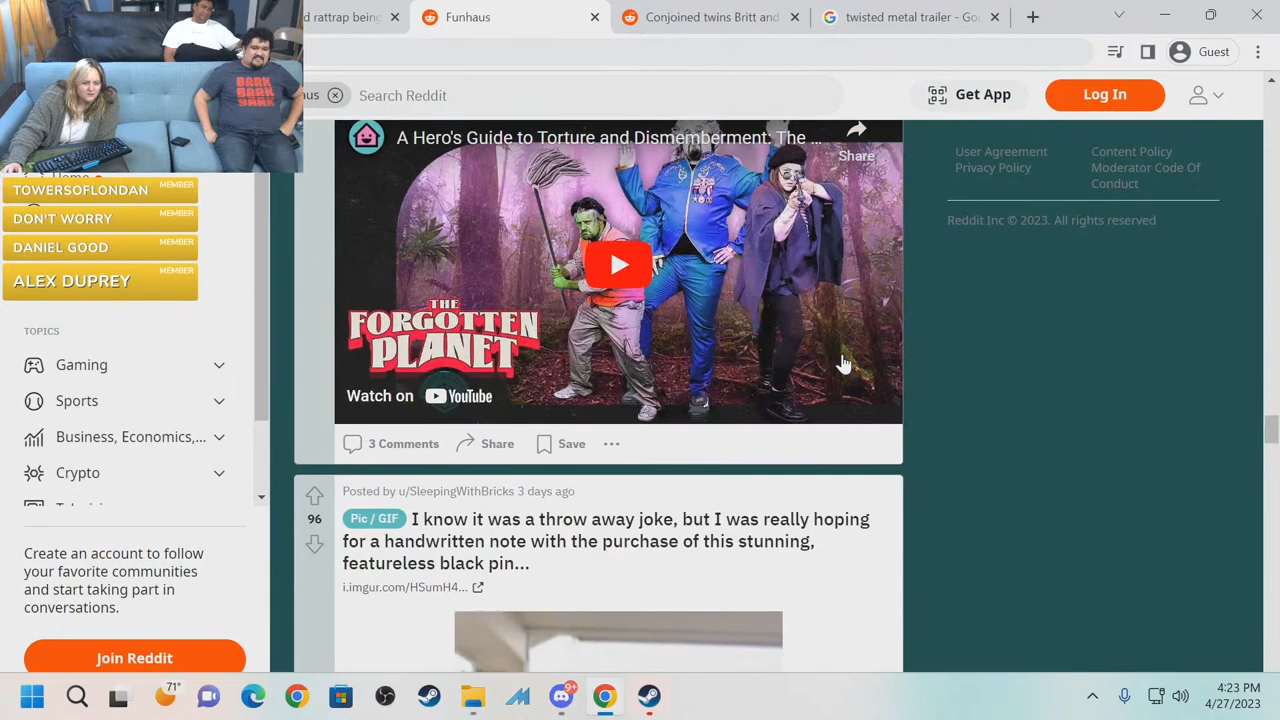 d rattrap being
Funhaus
Conjoined twins Britt and
twisted metal trailer - Go
Guest
aus
Search Reddit
Get App
Log In
BARK
BARK
BARK
TOWERSOFLONDAN MEMBER
DON'T WORRY MEMBER
DANIEL GOOD MEMBER
ALEX DUPREY MEMBER
TOPICS
Gaming
Sports
Business, Economics,...
Crypto
Create an account to follow
your favorite communities
and start taking part in
conversations.
Join Reddit
A Hero's Guide to Torture and Dismemberment: The ...
Share
THE
FORGOTTEN
PLANET
Watch on YouTube
3 Comments Share Save
Posted by u/SleepingWithBricks 3 days ago
96
Pic / GIF I know it was a throw away joke, but I was really hoping
for a handwritten note with the purchase of this stunning,
featureless black pin...
i.imgur.com/HSumH4...
User Agreement
Privacy Policy
Content Policy
Moderator Code Of
Conduct
Reddit Inc © 2023. All rights reserved
71°
9+
4:23 PM
4/27/2023